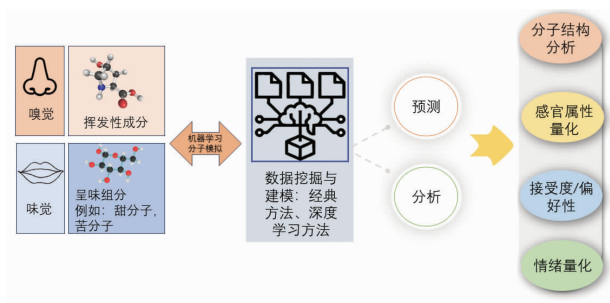 嗅觉
挥发性成分
味觉
呈味组分
例如：甜分子，
苦分子
机器学习
分子模拟
数据挖掘与
建模：经典
方法、深度
学习方法
预测
分析
分子结构
分析
感官属性
量化
接受度/偏
好性
情绪量化